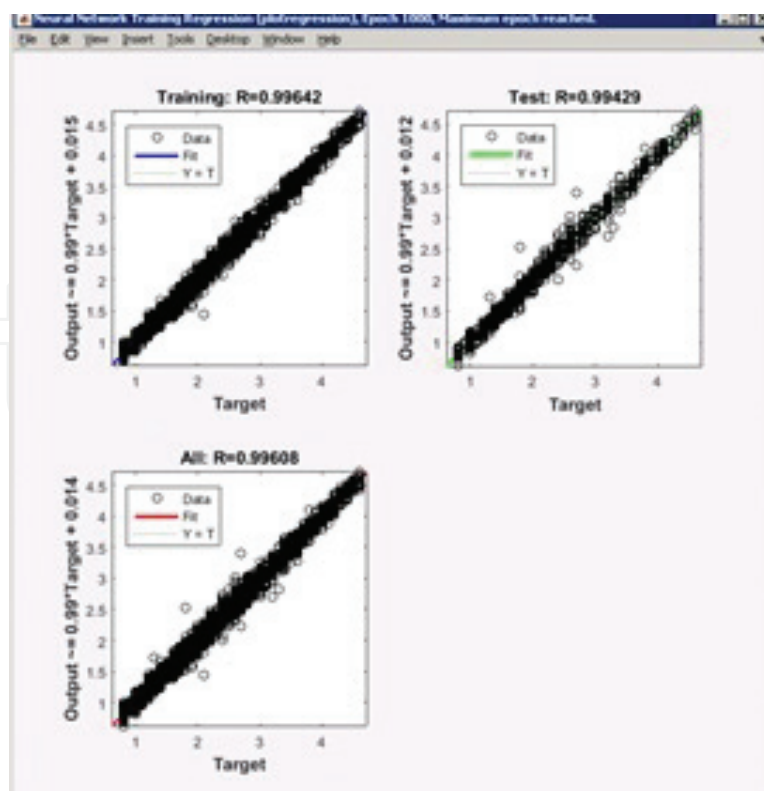 Neural Network Training Regression (plotregression), Epoch 1000, Maximum epoch reached.
File Edit View Insert Tools Desktop Window Help
Training: R=0.99642
Output ~= 0.99*Target + 0.015
4.5
4
3.5
3
2.5
2
1.5
1
Data
Fit
Y = T
1 2 3 4
Target
Test: R=0.99429
Output ~= 0.99*Target + 0.012
4.5
4
3.5
3
2.5
2
1.5
1
Data
Fit
Y = T
1 2 3 4
Target
All: R=0.99608
Output ~= 0.99*Target + 0.014
4.5
4
3.5
3
2.5
2
1.5
1
Data
Fit
Y = T
1 2 3 4
Target